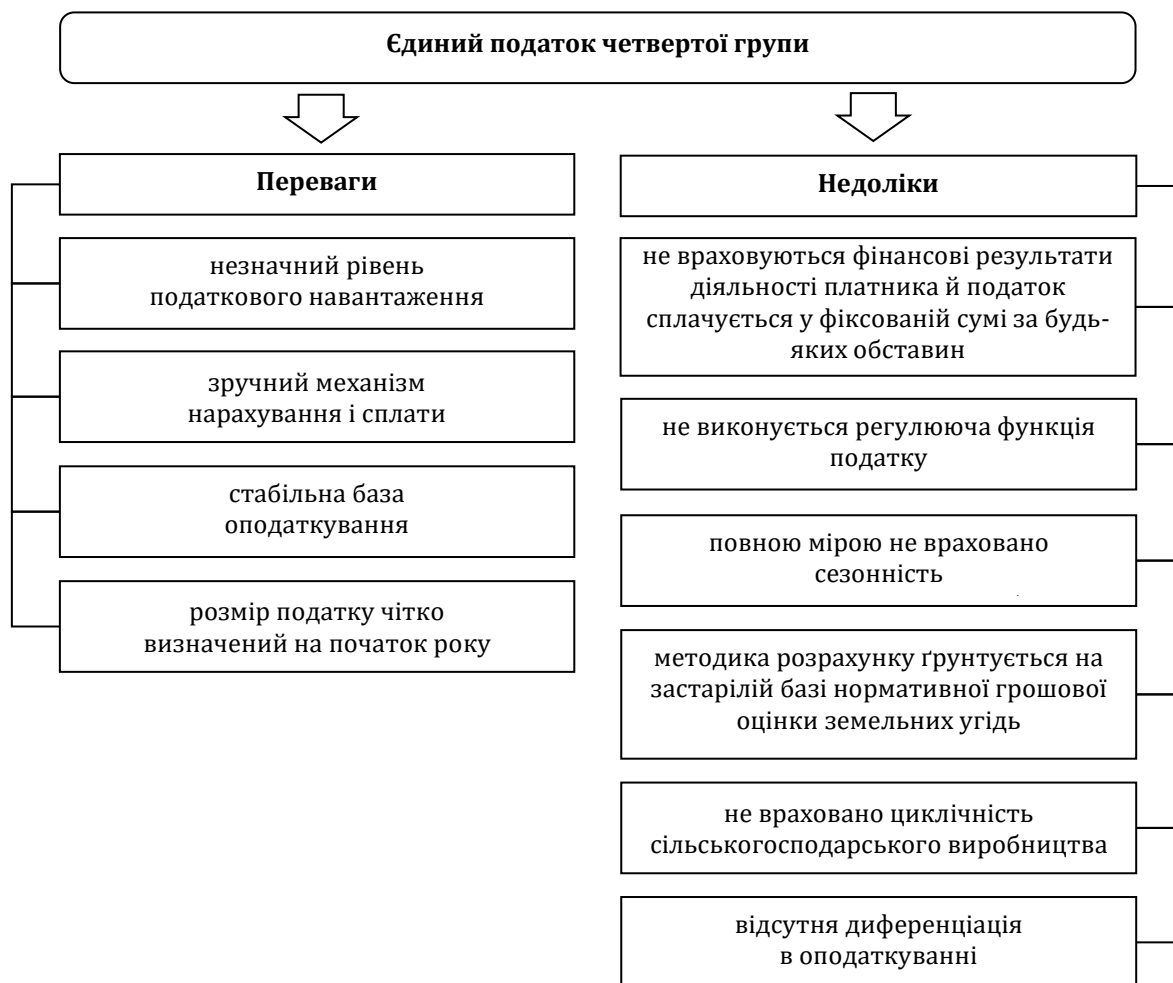 Єдиний податок четвертої групи
Переваги
незначний рівень
податкового навантаження
зручний механізм
нарахування і сплати
стабільна база
оподаткування
розмір податку чітко
визначений на початок року
Недоліки
не враховуються фінансові результати
діяльності платника й податок
сплачується у фіксованій сумі за будь-
яких обставин
не виконується регулююча функція
податку
повною мірою не враховано
сезонність
методика розрахунку ґрунтується на
застарілій базі нормативної грошової
оцінки земельних угідь
не враховано циклічність
сільськогосподарського виробництва
відсутня диференціація
в оподаткуванні